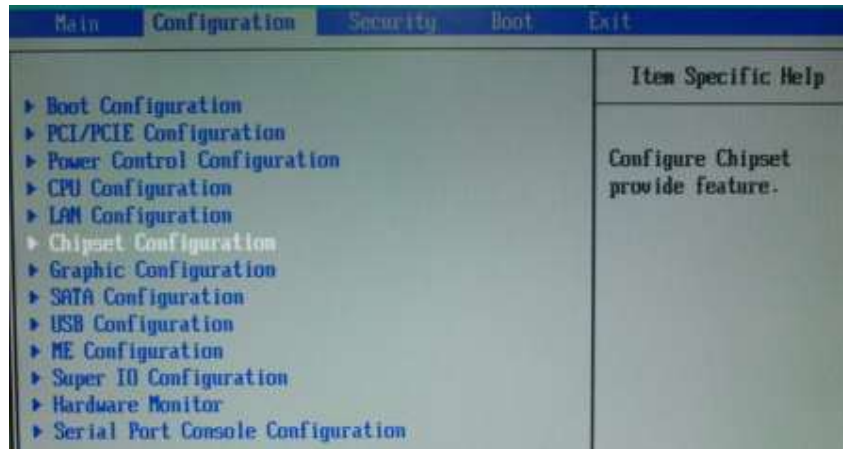 Main Configuration Security Boot Exit
Item Specific Help
Boot Configuration
PCI/PCIE Configuration
Power Control Configuration
CPU Configuration
LAN Configuration
Chipset Configuration
Graphic Configuration
SATA Configuration
USB Configuration
ME Configuration
Super IO Configuration
Hardware Monitor
Serial Port Console Configuration
Configure Chipset
provide feature.